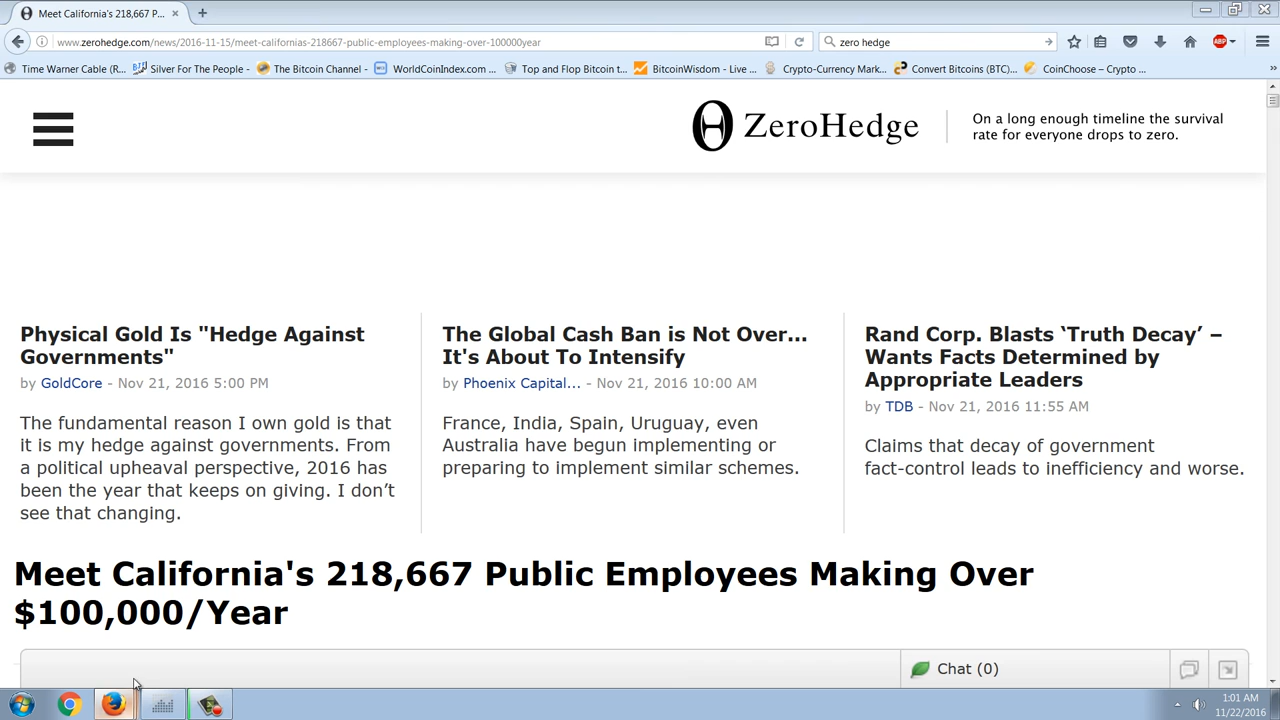 Meet California's 218,667 P...
www.zerohedge.com/news/2016-11-15/meet-californias-218667-public-employees-making-over-100000year
zero hedge
ABP
Time Warner Cable (R...
Silver For The People -
The Bitcoin Channel -
WorldCoinIndex.com ...
Top and Flop Bitcoin t...
BitcoinWisdom - Live ...
Crypto-Currency Mark...
Convert Bitcoins (BTC)...
CoinChoose – Crypto ...
»
ZeroHedge
On a long enough timeline the survival
rate for everyone drops to zero.
Physical Gold Is "Hedge Against
Governments"
by GoldCore - Nov 21, 2016 5:00 PM
The fundamental reason I own gold is that
it is my hedge against governments. From
a political upheaval perspective, 2016 has
been the year that keeps on giving. I don’t
see that changing.
The Global Cash Ban is Not Over...
It's About To Intensify
by Phoenix Capital... - Nov 21, 2016 10:00 AM
France, India, Spain, Uruguay, even
Australia have begun implementing or
preparing to implement similar schemes.
Rand Corp. Blasts ‘Truth Decay’ –
Wants Facts Determined by
Appropriate Leaders
by TDB - Nov 21, 2016 11:55 AM
Claims that decay of government
fact-control leads to inefficiency and worse.
Meet California's 218,667 Public Employees Making Over
$100,000/Year
Chat (0)
1:01 AM
11/22/2016